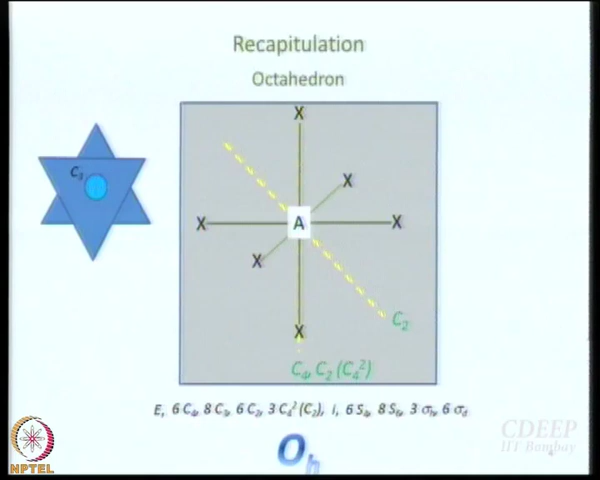 Recapitulation
Octahedron
X
C₃
X
X
A
X
X
X
C₂
C₄, C₂ (C₄²)
E, 6 C₄, 8 C₃, 6 C₂, 3 C₄² (C₂), i, 6 S₄, 8 S₆, 3 σₕ, 6 σd
Oₕ
CDEEP
IIT Bombay
4
NPTEL